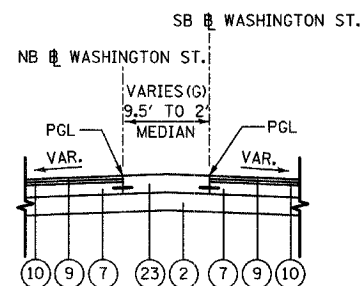 SB ⅊ WASHINGTON ST.
NB ⅊ WASHINGTON ST.
VARIES(G)
9.5' TO 2'
MEDIAN
PGL
PGL
VAR.
VAR.
10 9 7 23 2 7 9 10